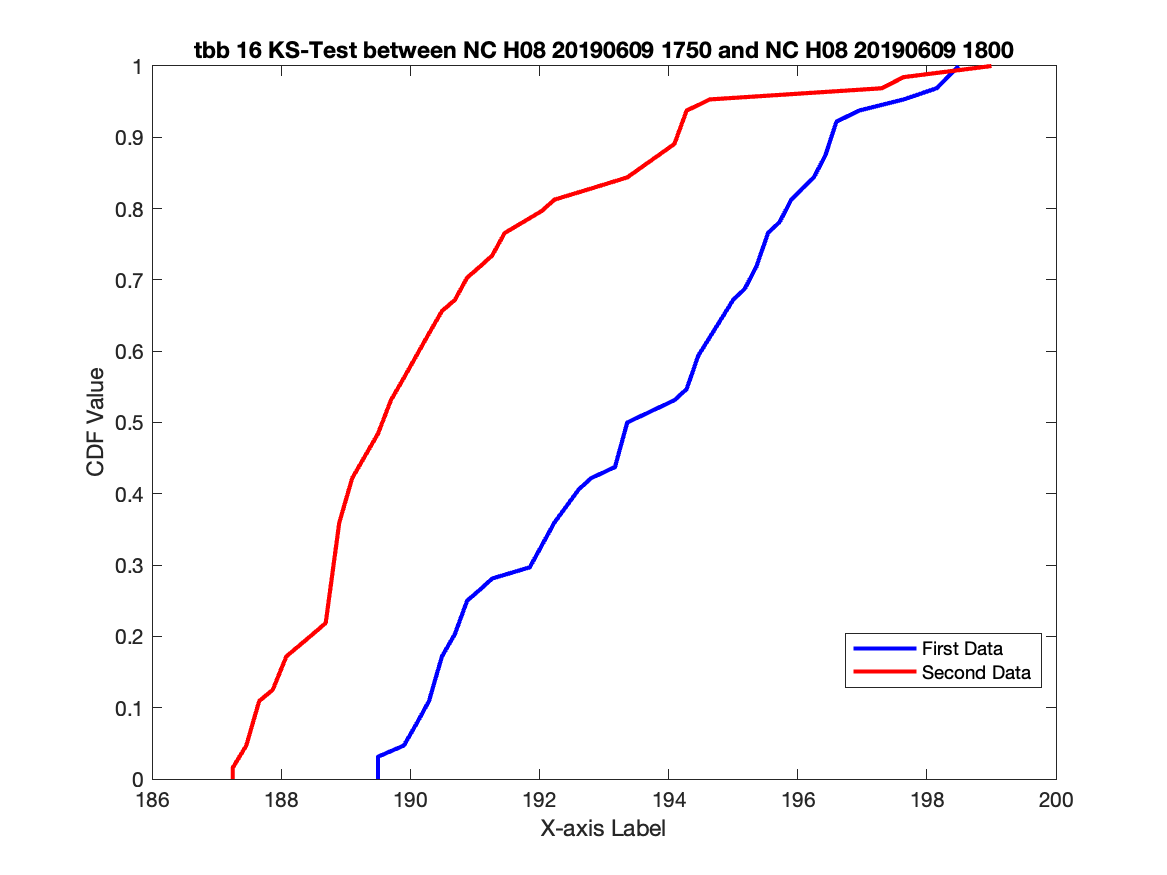 tbb 16 KS-Test between NC H08 20190609 1750 and NC H08 20190609 1800
1
0.9
0.8
0.7
0.6
0.5
0.4
0.3
0.2
0.1
0
CDF Value
First Data
Second Data
186 188 190 192 194 196 198 200
X-axis Label